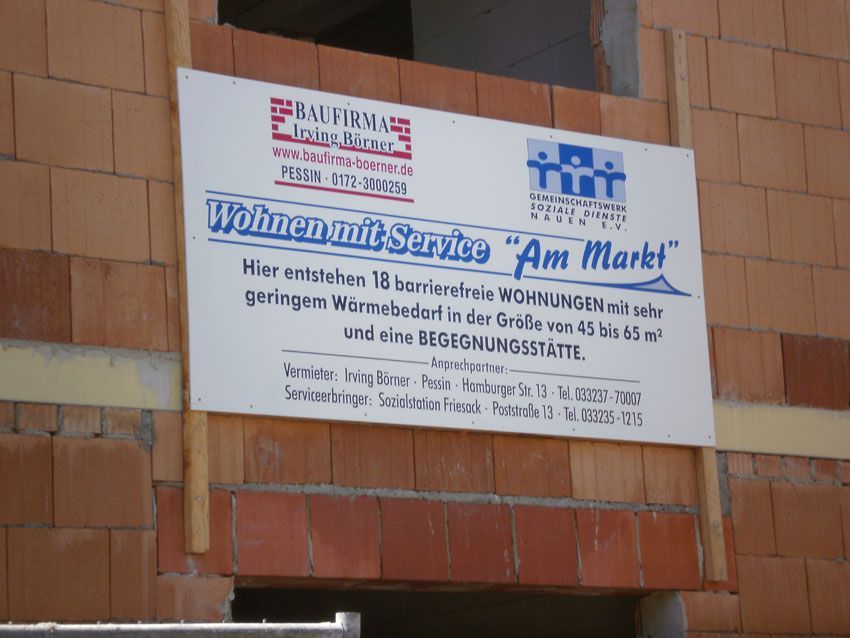 BAUFIRMA
Irving Börner
www.baufirma-boerner.de
PESSIN · 0172-3000259
GEMEINSCHAFTSWERK
SOZIALE DIENSTE
NAUEN E.V.
Wohnen mit Service "Am Markt"
Hier entstehen 18 barrierefreie WOHNUNGEN mit sehr
geringem Wärmebedarf in der Größe von 45 bis 65 m²
und eine BEGEGNUNGSSTÄTTE.
Anprechpartner:
Vermieter: Irving Börner · Pessin · Hamburger Str. 13 · Tel. 033237-70007
Serviceerbringer: Sozialstation Friesack · Poststraße 13 · Tel. 033235-1215